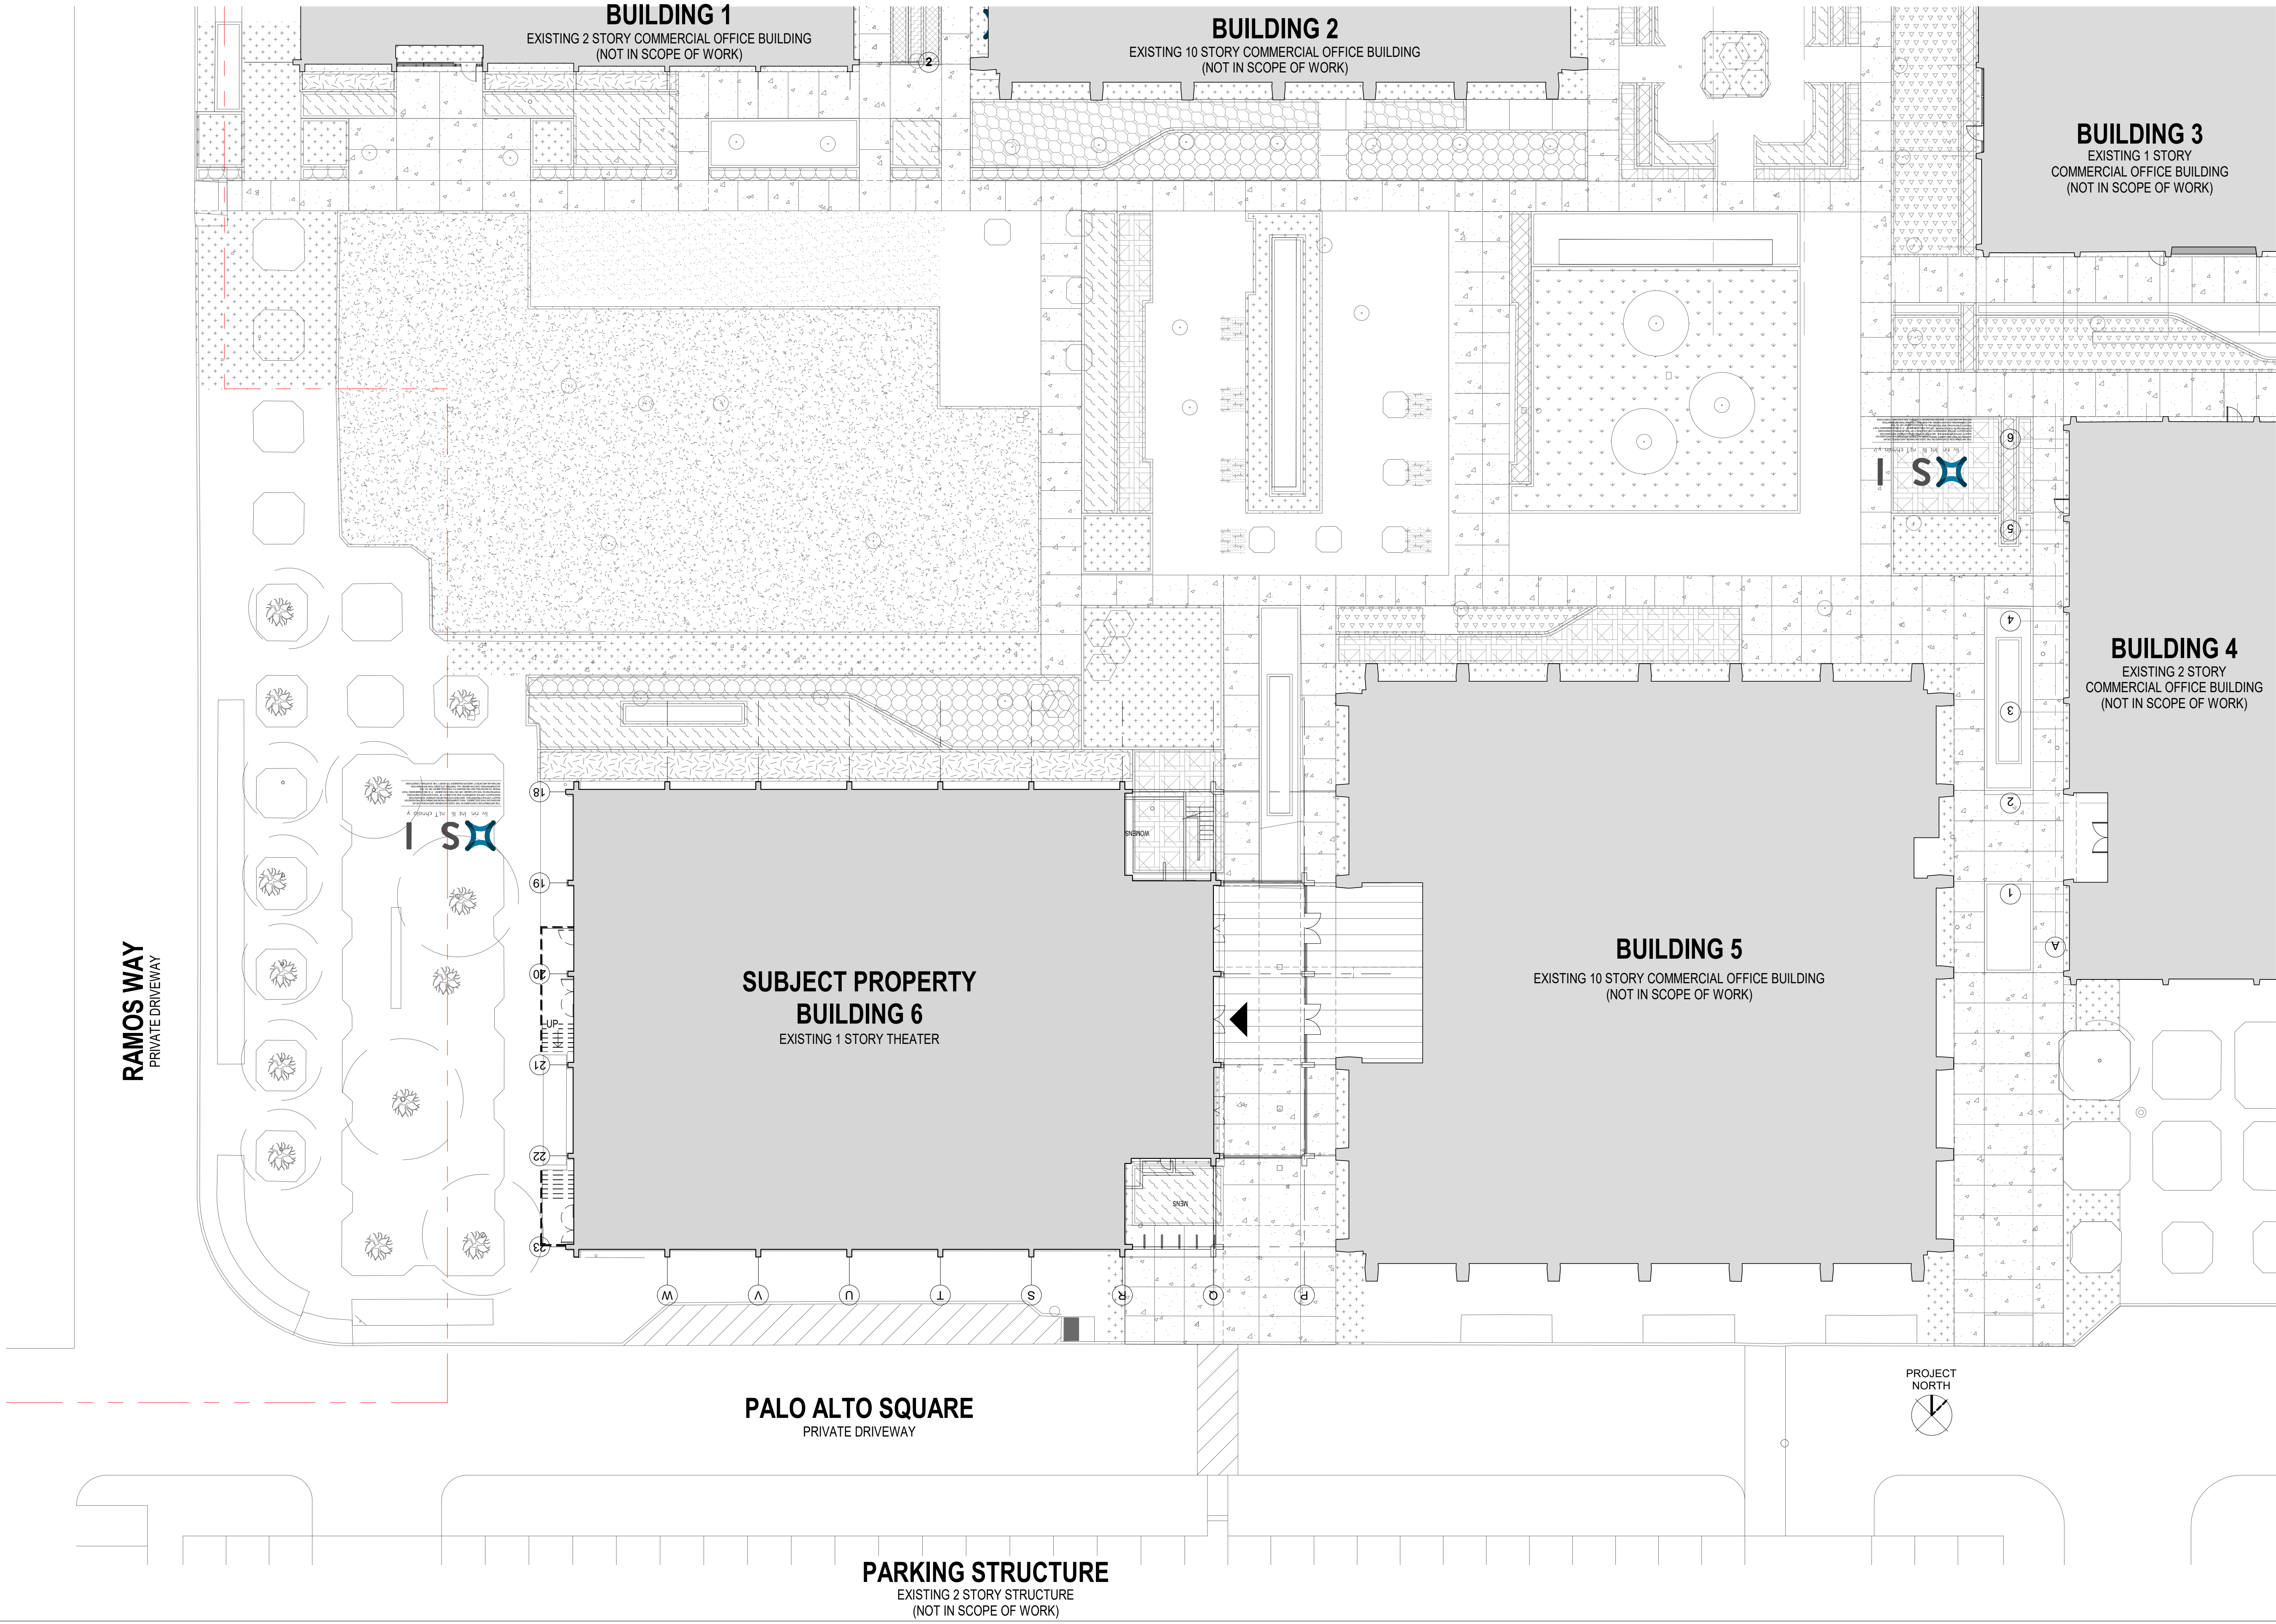 BUILDING 1
EXISTING 2 STORY COMMERCIAL OFFICE BUILDING
(NOT IN SCOPE OF WORK)
BUILDING 2
EXISTING 10 STORY COMMERCIAL OFFICE BUILDING
(NOT IN SCOPE OF WORK)
2
BUILDING 3
EXISTING 1 STORY
COMMERCIAL OFFICE BUILDING
(NOT IN SCOPE OF WORK)
6
I S
5
4
BUILDING 4
EXISTING 2 STORY
COMMERCIAL OFFICE BUILDING
(NOT IN SCOPE OF WORK)
3
2
1
A
18
I S
WOMENS
19
RAMOS WAY
PRIVATE DRIVEWAY
SUBJECT PROPERTY
BUILDING 6
EXISTING 1 STORY THEATER
BUILDING 5
EXISTING 10 STORY COMMERCIAL OFFICE BUILDING
(NOT IN SCOPE OF WORK)
20
UP
21
22
MENS
23
W
V
U
T
S
R
Q
P
PROJECT
NORTH
PALO ALTO SQUARE
PRIVATE DRIVEWAY
PARKING STRUCTURE
EXISTING 2 STORY STRUCTURE
(NOT IN SCOPE OF WORK)